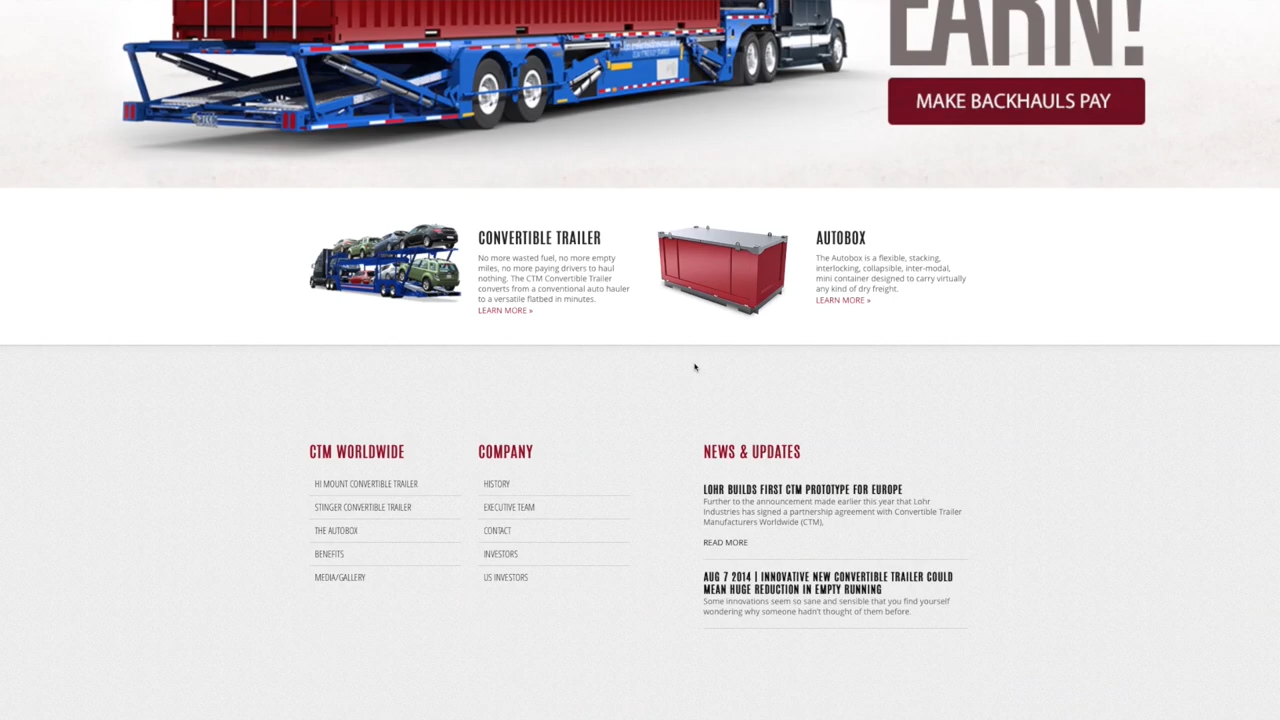 EARN!
MAKE BACKHAULS PAY
CONVERTIBLE TRAILER
No more wasted fuel, no more empty
miles, no more paying drivers to haul
nothing. The CTM Convertible Trailer
converts from a conventional auto hauler
to a versatile flatbed in minutes.
LEARN MORE »
AUTOBOX
The Autobox is a flexible, stacking,
interlocking, collapsible, inter-modal,
mini container designed to carry virtually
any kind of dry freight.
LEARN MORE »
CTM WORLDWIDE
HI MOUNT CONVERTIBLE TRAILER
STINGER CONVERTIBLE TRAILER
THE AUTOBOX
BENEFITS
MEDIA/GALLERY
COMPANY
HISTORY
EXECUTIVE TEAM
CONTACT
INVESTORS
US INVESTORS
NEWS & UPDATES
LOHR BUILDS FIRST CTM PROTOTYPE FOR EUROPE
Further to the announcement made earlier this year that Lohr
Industries has signed a partnership agreement with Convertible Trailer
Manufacturers Worldwide (CTM),
READ MORE
AUG 7 2014 | INNOVATIVE NEW CONVERTIBLE TRAILER COULD
MEAN HUGE REDUCTION IN EMPTY RUNNING
Some innovations seem so sane and sensible that you find yourself
wondering why someone hadn't thought of them before.